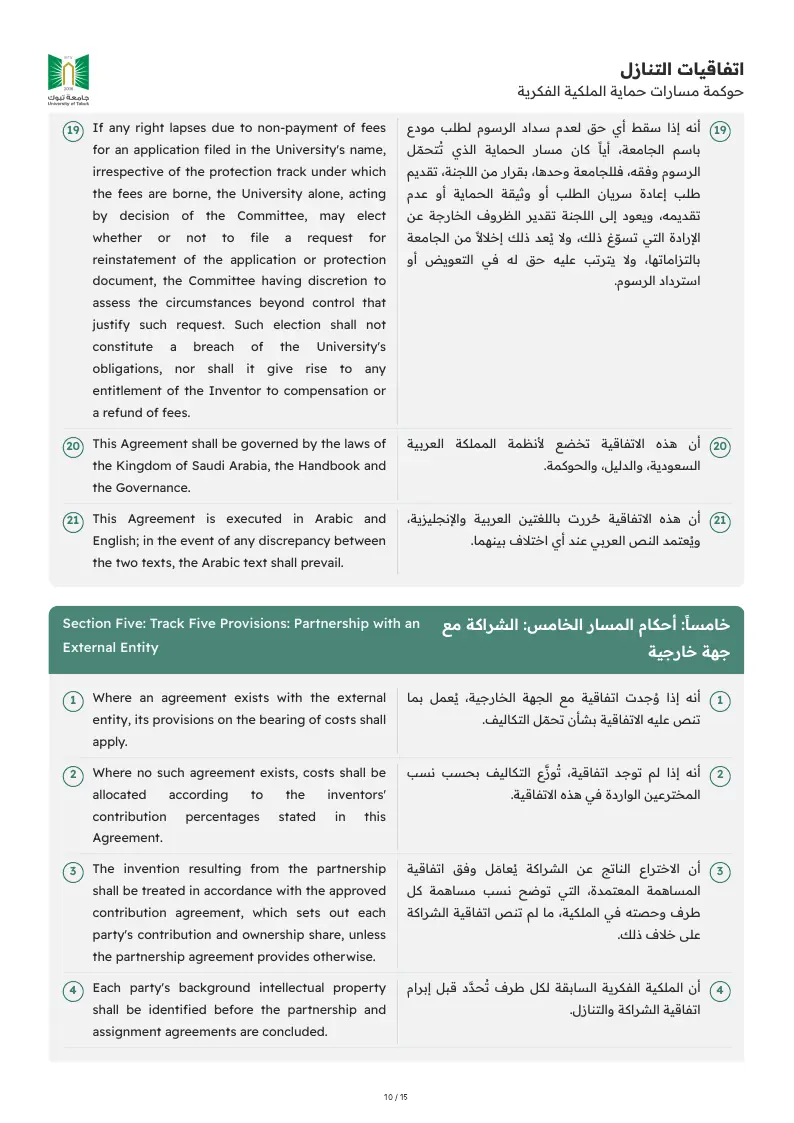 جامعة تبوك
University of Tabuk
اتفاقيات التنازل
حوكمة مسارات حماية الملكية الفكرية
19
If any right lapses due to non-payment of fees
for an application filed in the University's name,
irrespective of the protection track under which
the fees are borne, the University alone, acting
by decision of the Committee, may elect
whether or not to file a request for
reinstatement of the application or protection
document, the Committee having discretion to
assess the circumstances beyond control that
justify such request. Such election shall not
constitute a breach of the University's
obligations, nor shall it give rise to any
entitlement of the Inventor to compensation or
a refund of fees.
19
أنه إذا سقط أي حق لعدم سداد الرسوم لطلب مودع
باسم الجامعة، أياً كان مسار الحماية الذي تُتحمّل
الرسوم وفقه، فللجامعة وحدها، بقرار من اللجنة، تقديم
طلب إعادة سريان الطلب أو وثيقة الحماية أو عدم
تقديمه، ويعود إلى اللجنة تقدير الظروف الخارجة عن
الإرادة التي تسوّغ ذلك، ولا يُعد ذلك إخلالاً من الجامعة
بالتزاماتها، ولا يترتب عليه حق له في التعويض أو
استرداد الرسوم.
20
This Agreement shall be governed by the laws of
the Kingdom of Saudi Arabia, the Handbook and
the Governance.
20
أن هذه الاتفاقية تخضع لأنظمة المملكة العربية
السعودية، والدليل، والحوكمة.
21
This Agreement is executed in Arabic and
English; in the event of any discrepancy between
the two texts, the Arabic text shall prevail.
21
أن هذه الاتفاقية حُررت باللغتين العربية والإنجليزية،
ويُعتمد النص العربي عند أي اختلاف بينهما.
Section Five: Track Five Provisions: Partnership with an
External Entity
خامساً: أحكام المسار الخامس: الشراكة مع
جهة خارجية
1
Where an agreement exists with the external
entity, its provisions on the bearing of costs shall
apply.
1
أنه إذا وُجدت اتفاقية مع الجهة الخارجية، يُعمل بما
تنص عليه الاتفاقية بشأن تحمّل التكاليف.
2
Where no such agreement exists, costs shall be
allocated according to the inventors'
contribution percentages stated in this
Agreement.
2
أنه إذا لم توجد اتفاقية، تُوزَّع التكاليف بحسب نسب
المخترعين الواردة في هذه الاتفاقية.
3
The invention resulting from the partnership
shall be treated in accordance with the approved
contribution agreement, which sets out each
party's contribution and ownership share, unless
the partnership agreement provides otherwise.
3
أن الاختراع الناتج عن الشراكة يُعامَل وفق اتفاقية
المساهمة المعتمدة، التي توضح نسب مساهمة كل
طرف وحصته في الملكية، ما لم تنص اتفاقية الشراكة
على خلاف ذلك.
4
Each party's background intellectual property
shall be identified before the partnership and
assignment agreements are concluded.
4
أن الملكية الفكرية السابقة لكل طرف تُحدَّد قبل إبرام
اتفاقية الشراكة والتنازل.
10 / 15